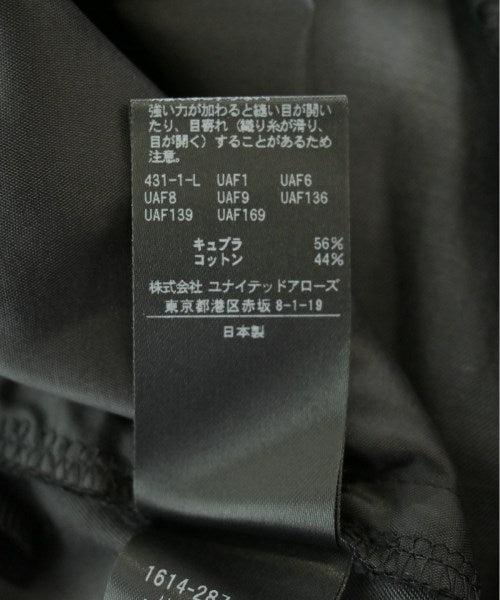 強い力が加わると縫い目が開い
たり、目寄れ（織り糸が滑り、
目が開く）することがあるため
注意。
431-1-L UAF1 UAF6
UAF8 UAF9 UAF136
UAF139 UAF169
キュプラ 56%
コットン 44%
株式会社 ユナイテッドアローズ
東京都港区赤坂 8-1-19
日本製
1614-287